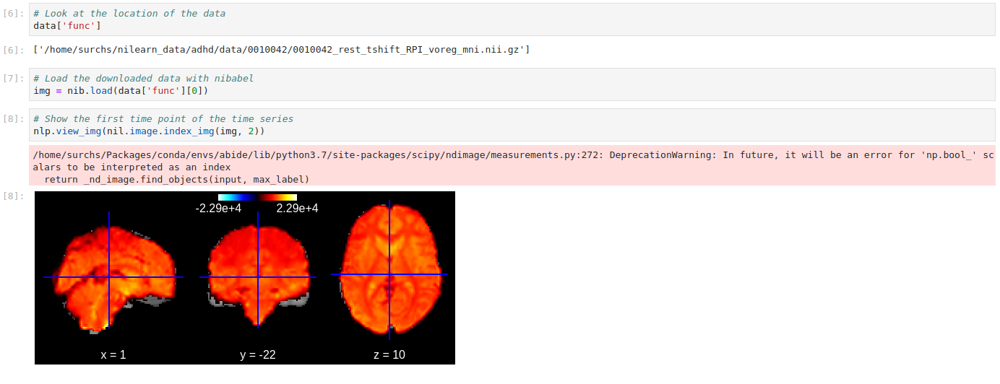 [6]: # Look at the location of the data
data['func']
[6]: ['/home/surchs/nilearn_data/adhd/data/0010042/0010042_rest_tshift_RPI_voreg_mni.nii.gz']
[7]: # Load the downloaded data with nibabel
img = nib.load(data['func'][0])
[8]: # Show the first time point of the time series
nlp.view_img(nil.image.index_img(img, 2))
/home/surchs/Packages/conda/envs/abide/lib/python3.7/site-packages/scipy/ndimage/measurements.py:272: DeprecationWarning: In future, it will be an error for 'np.bool_' sc
alars to be interpreted as an index
  return _nd_image.find_objects(input, max_label)
[8]:
-2.29e+4 2.29e+4
x = 1 y = -22 z = 10